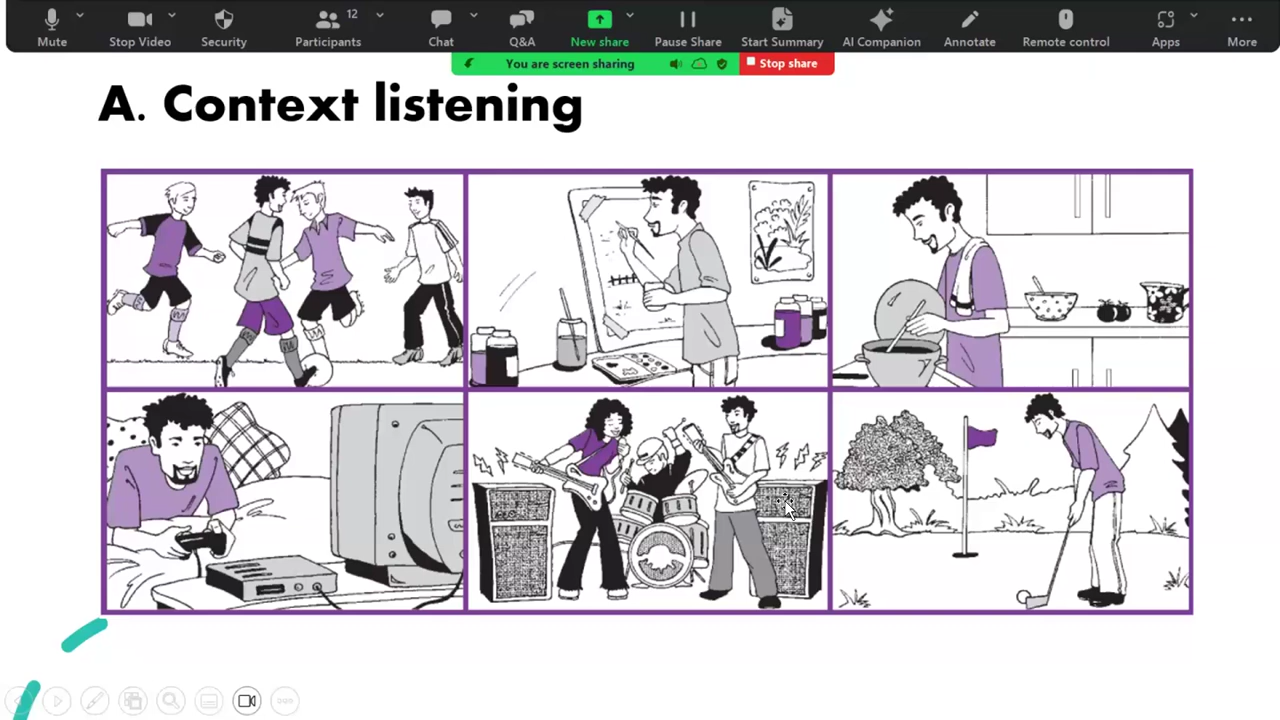 12
Mute
Stop Video
Security
Participants
Chat
Q&A
New share
Pause Share
Start Summary
AI Companion
Annotate
Remote control
Apps
More
You are screen sharing
Stop share
A. Context listening